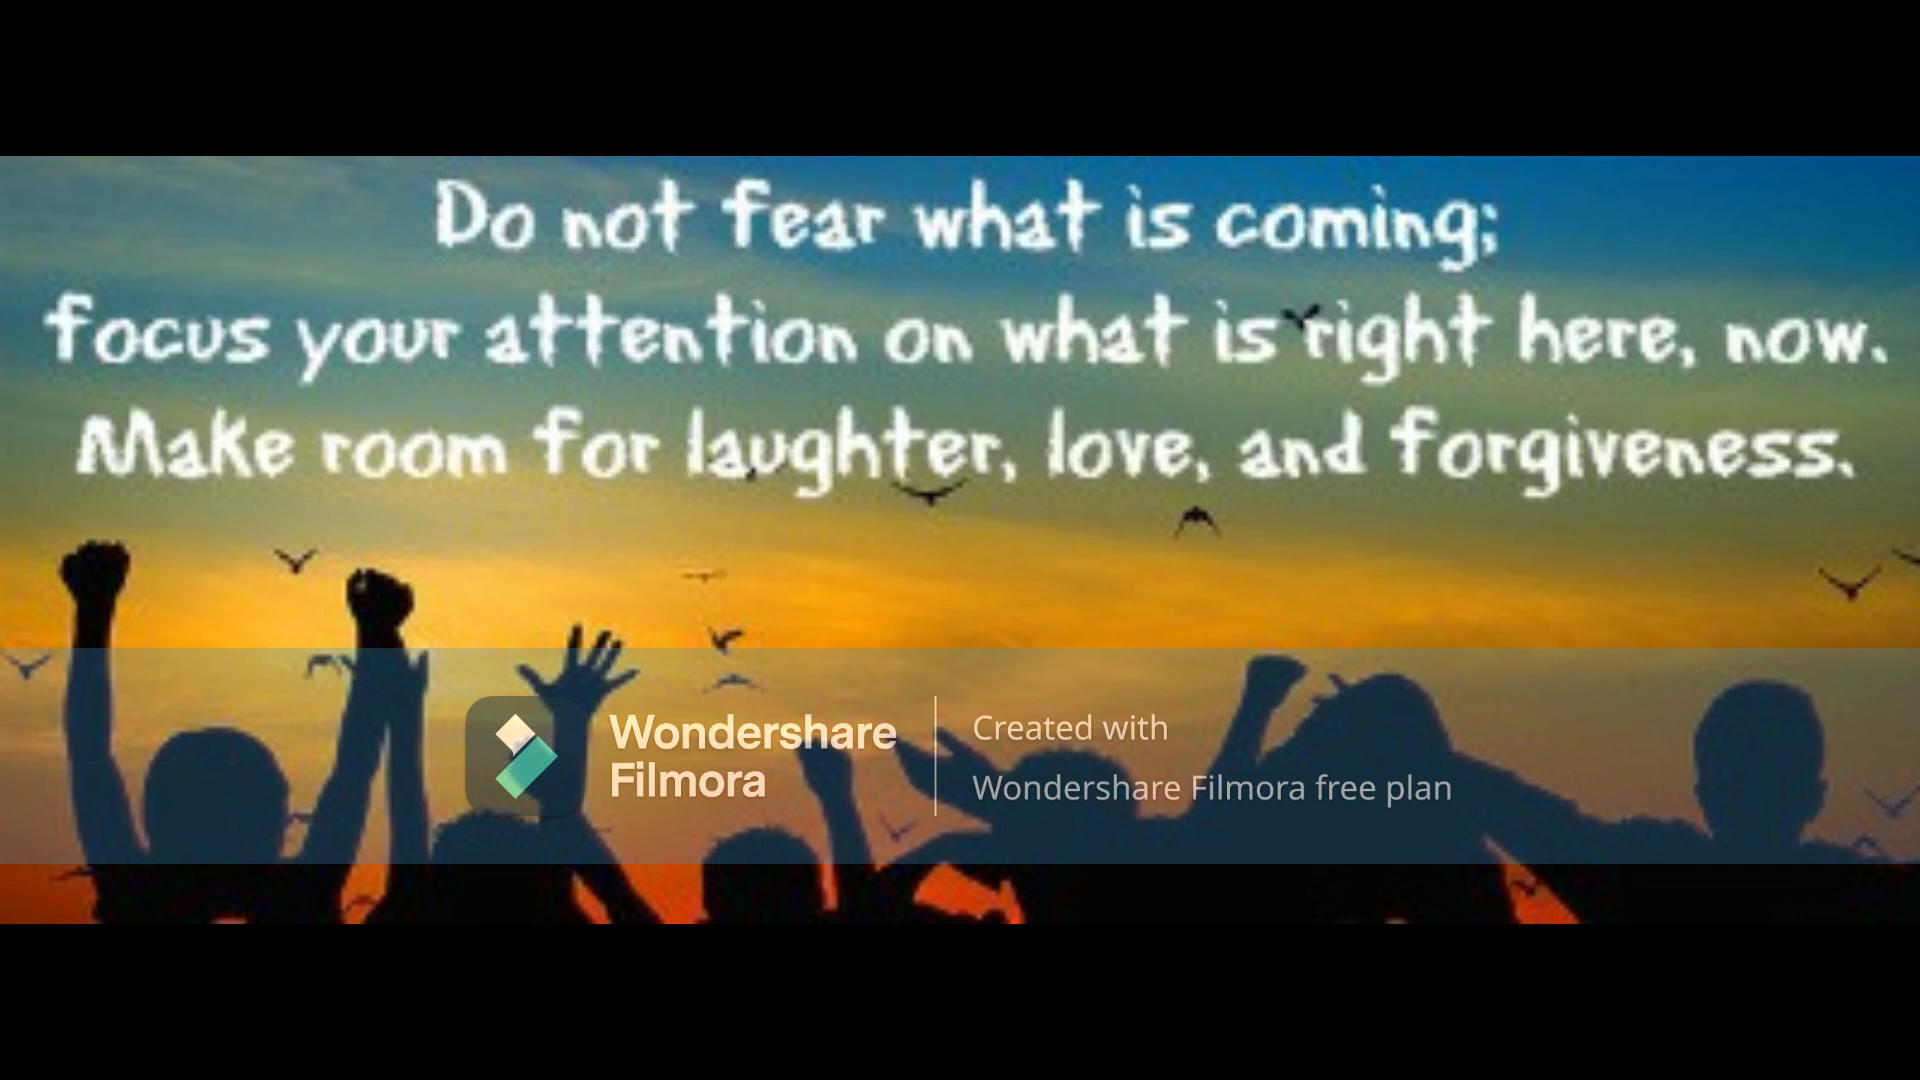 Do not fear what is coming;
focus your attention on what is right here, now.
Make room for laughter, love, and forgiveness.
Wondershare
Filmora
Created with
Wondershare Filmora free plan